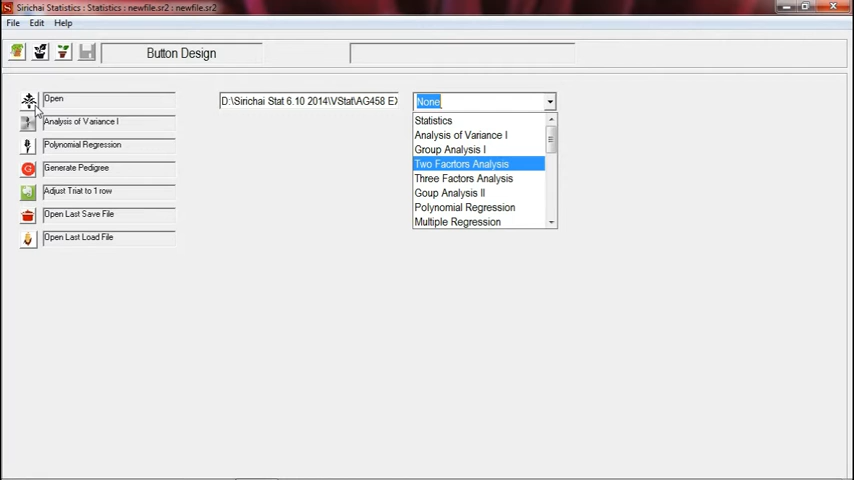 Sirichai Statistics : Statistics : newfile.sr2 : newfile.sr2
File Edit Help
Button Design
Open
Analysis of Variance I
Polynomial Regression
Generate Pedigree
Adjust Triat to 1 row
Open Last Save File
Open Last Load File
D:\Sirichai Stat 6.10 2014\VStat\AG458 EX
None
Statistics
Analysis of Variance I
Group Analysis I
Two Facrtors Analysis
Three Factors Analysis
Goup Analysis II
Polynomial Regression
Multiple Regression